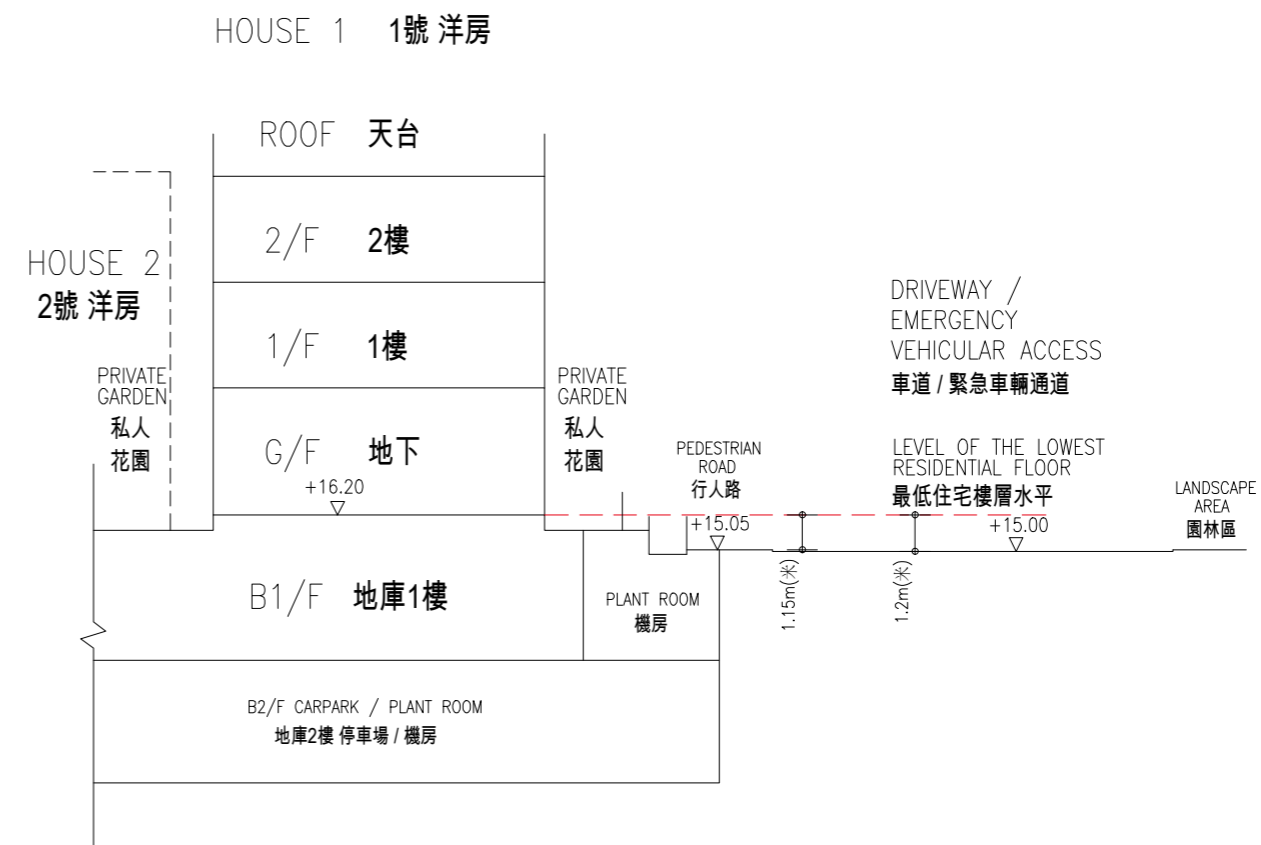 HOUSE 1 1號 洋房
ROOF 天台
2/F 2樓
HOUSE 2
2號 洋房
1/F 1樓
PRIVATE
GARDEN
私人
花園
G/F 地下
+16.20
PRIVATE
GARDEN
私人
花園
PEDESTRIAN
ROAD
行人路
+15.05
DRIVEWAY /
EMERGENCY
VEHICULAR ACCESS
車道 / 緊急車輛通道
LEVEL OF THE LOWEST
RESIDENTIAL FLOOR
最低住宅樓層水平
+15.00
LANDSCAPE
AREA
園林區
1.15m(米)
1.2m(米)
B1/F 地庫1樓
PLANT ROOM
機房
B2/F CARPARK / PLANT ROOM
地庫2樓 停車場 / 機房